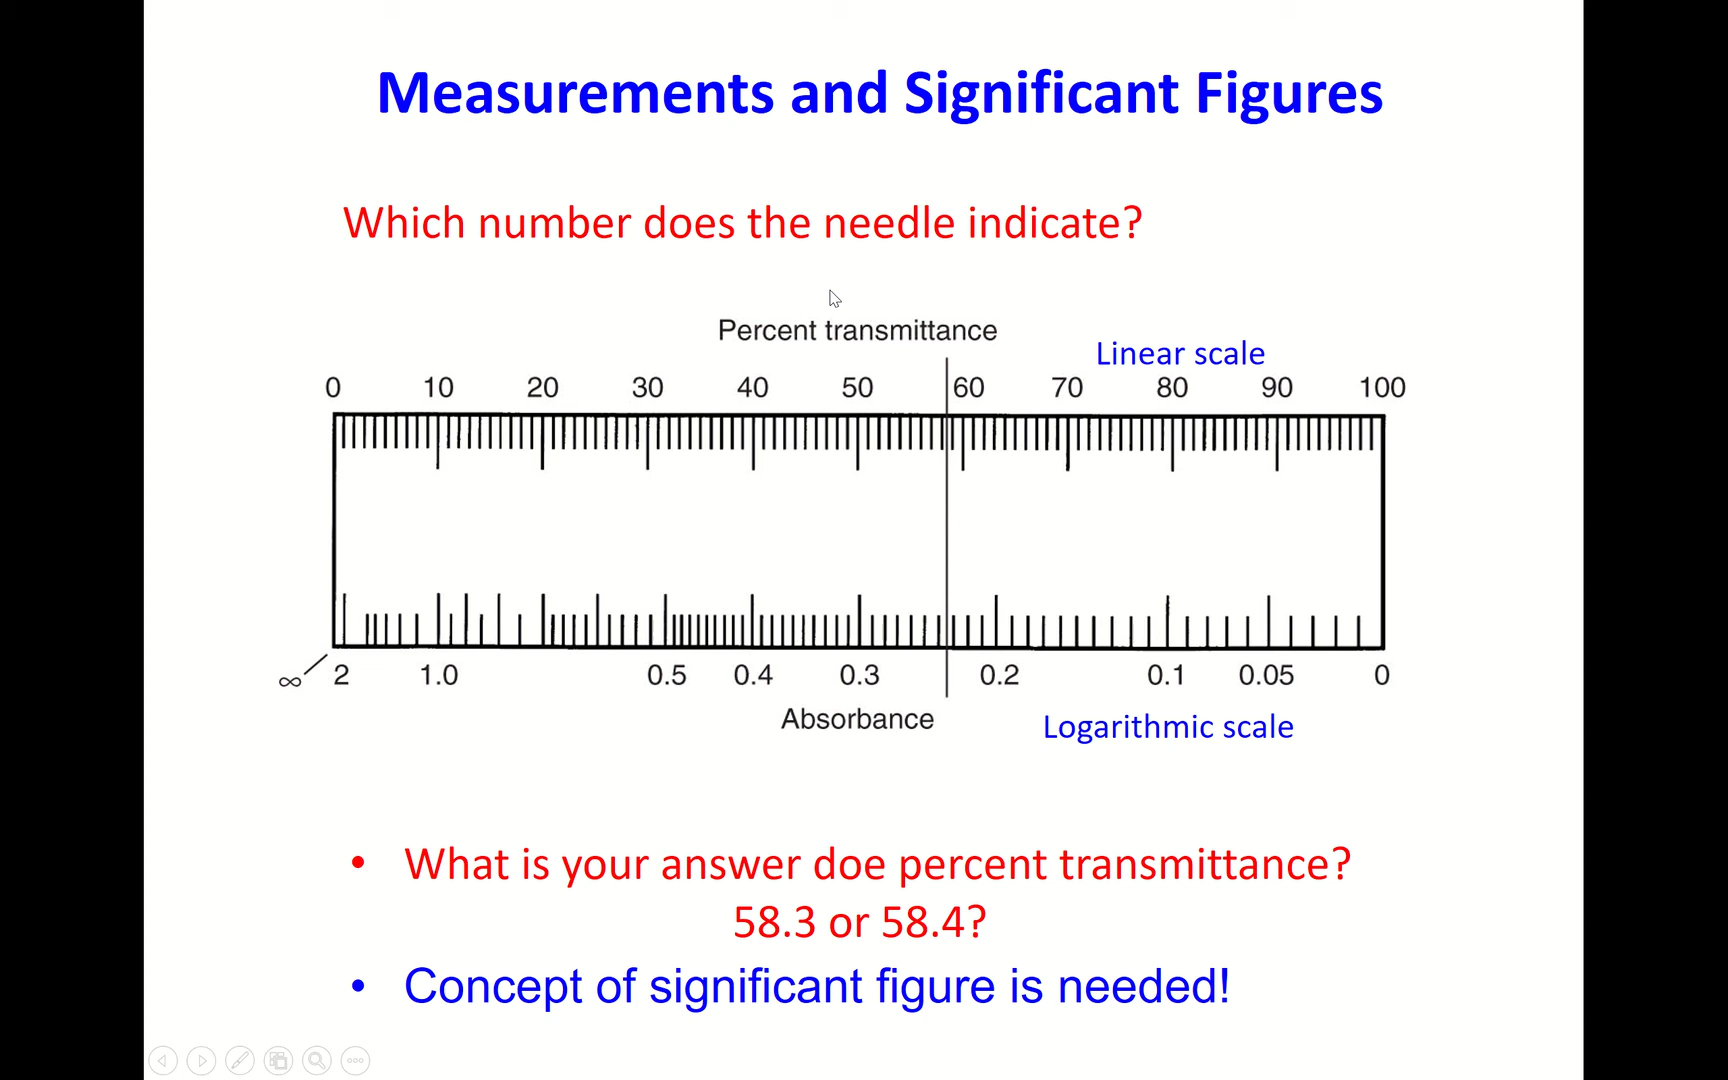 Measurements and Significant Figures
Which number does the needle indicate?
Percent transmittance
Linear scale
0 10 20 30 40 50 60 70 80 90 100
∞ 2 1.0 0.5 0.4 0.3 0.2 0.1 0.05 0
Absorbance
Logarithmic scale
• What is your answer doe percent transmittance?
58.3 or 58.4?
• Concept of significant figure is needed!